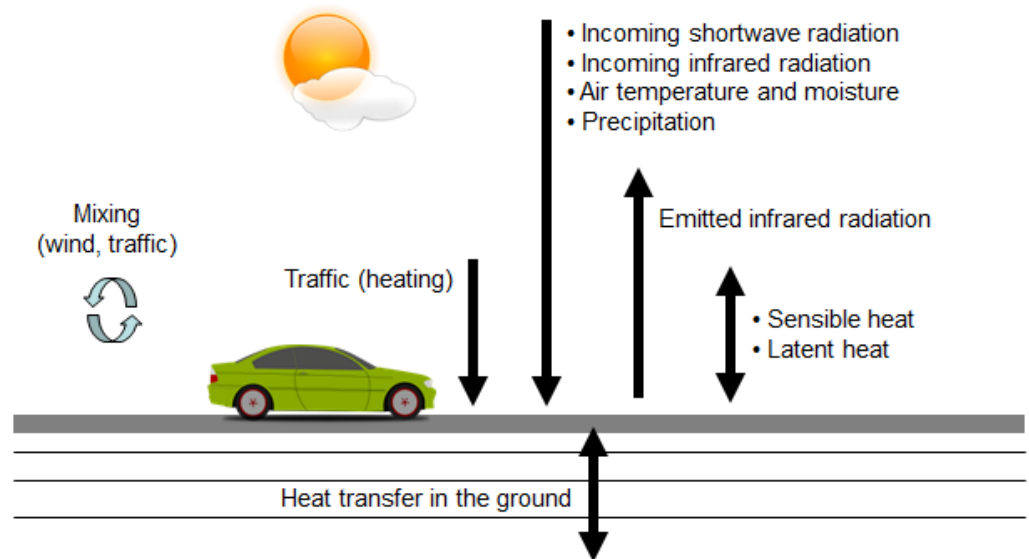 • Incoming shortwave radiation
• Incoming infrared radiation
• Air temperature and moisture
• Precipitation
Mixing
(wind, traffic)
Emitted infrared radiation
Traffic (heating)
• Sensible heat
• Latent heat
Heat transfer in the ground